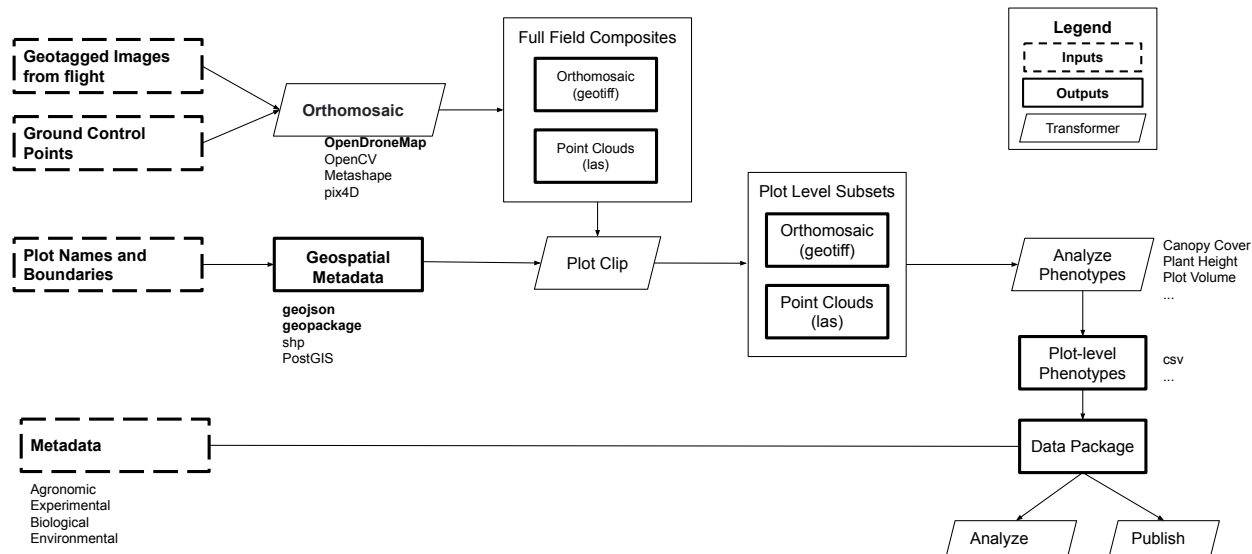 Geotagged Images
from flight
Ground Control
Points
Orthomosaic
OpenDroneMap
OpenCV
Metashape
pix4D
Full Field Composites
Orthomosaic
(geotiff)
Point Clouds
(las)
Legend
Inputs
Outputs
Transformer
Plot Names and
Boundaries
Geospatial
Metadata
geojson
geopackage
shp
PostGIS
Plot Clip
Plot Level Subsets
Orthomosaic
(geotiff)
Point Clouds
(las)
Analyze
Phenotypes
Canopy Cover
Plant Height
Plot Volume
...
Plot-level
Phenotypes
csv
...
Metadata
Agronomic
Experimental
Biological
Environmental
Data Package
Analyze
Publish